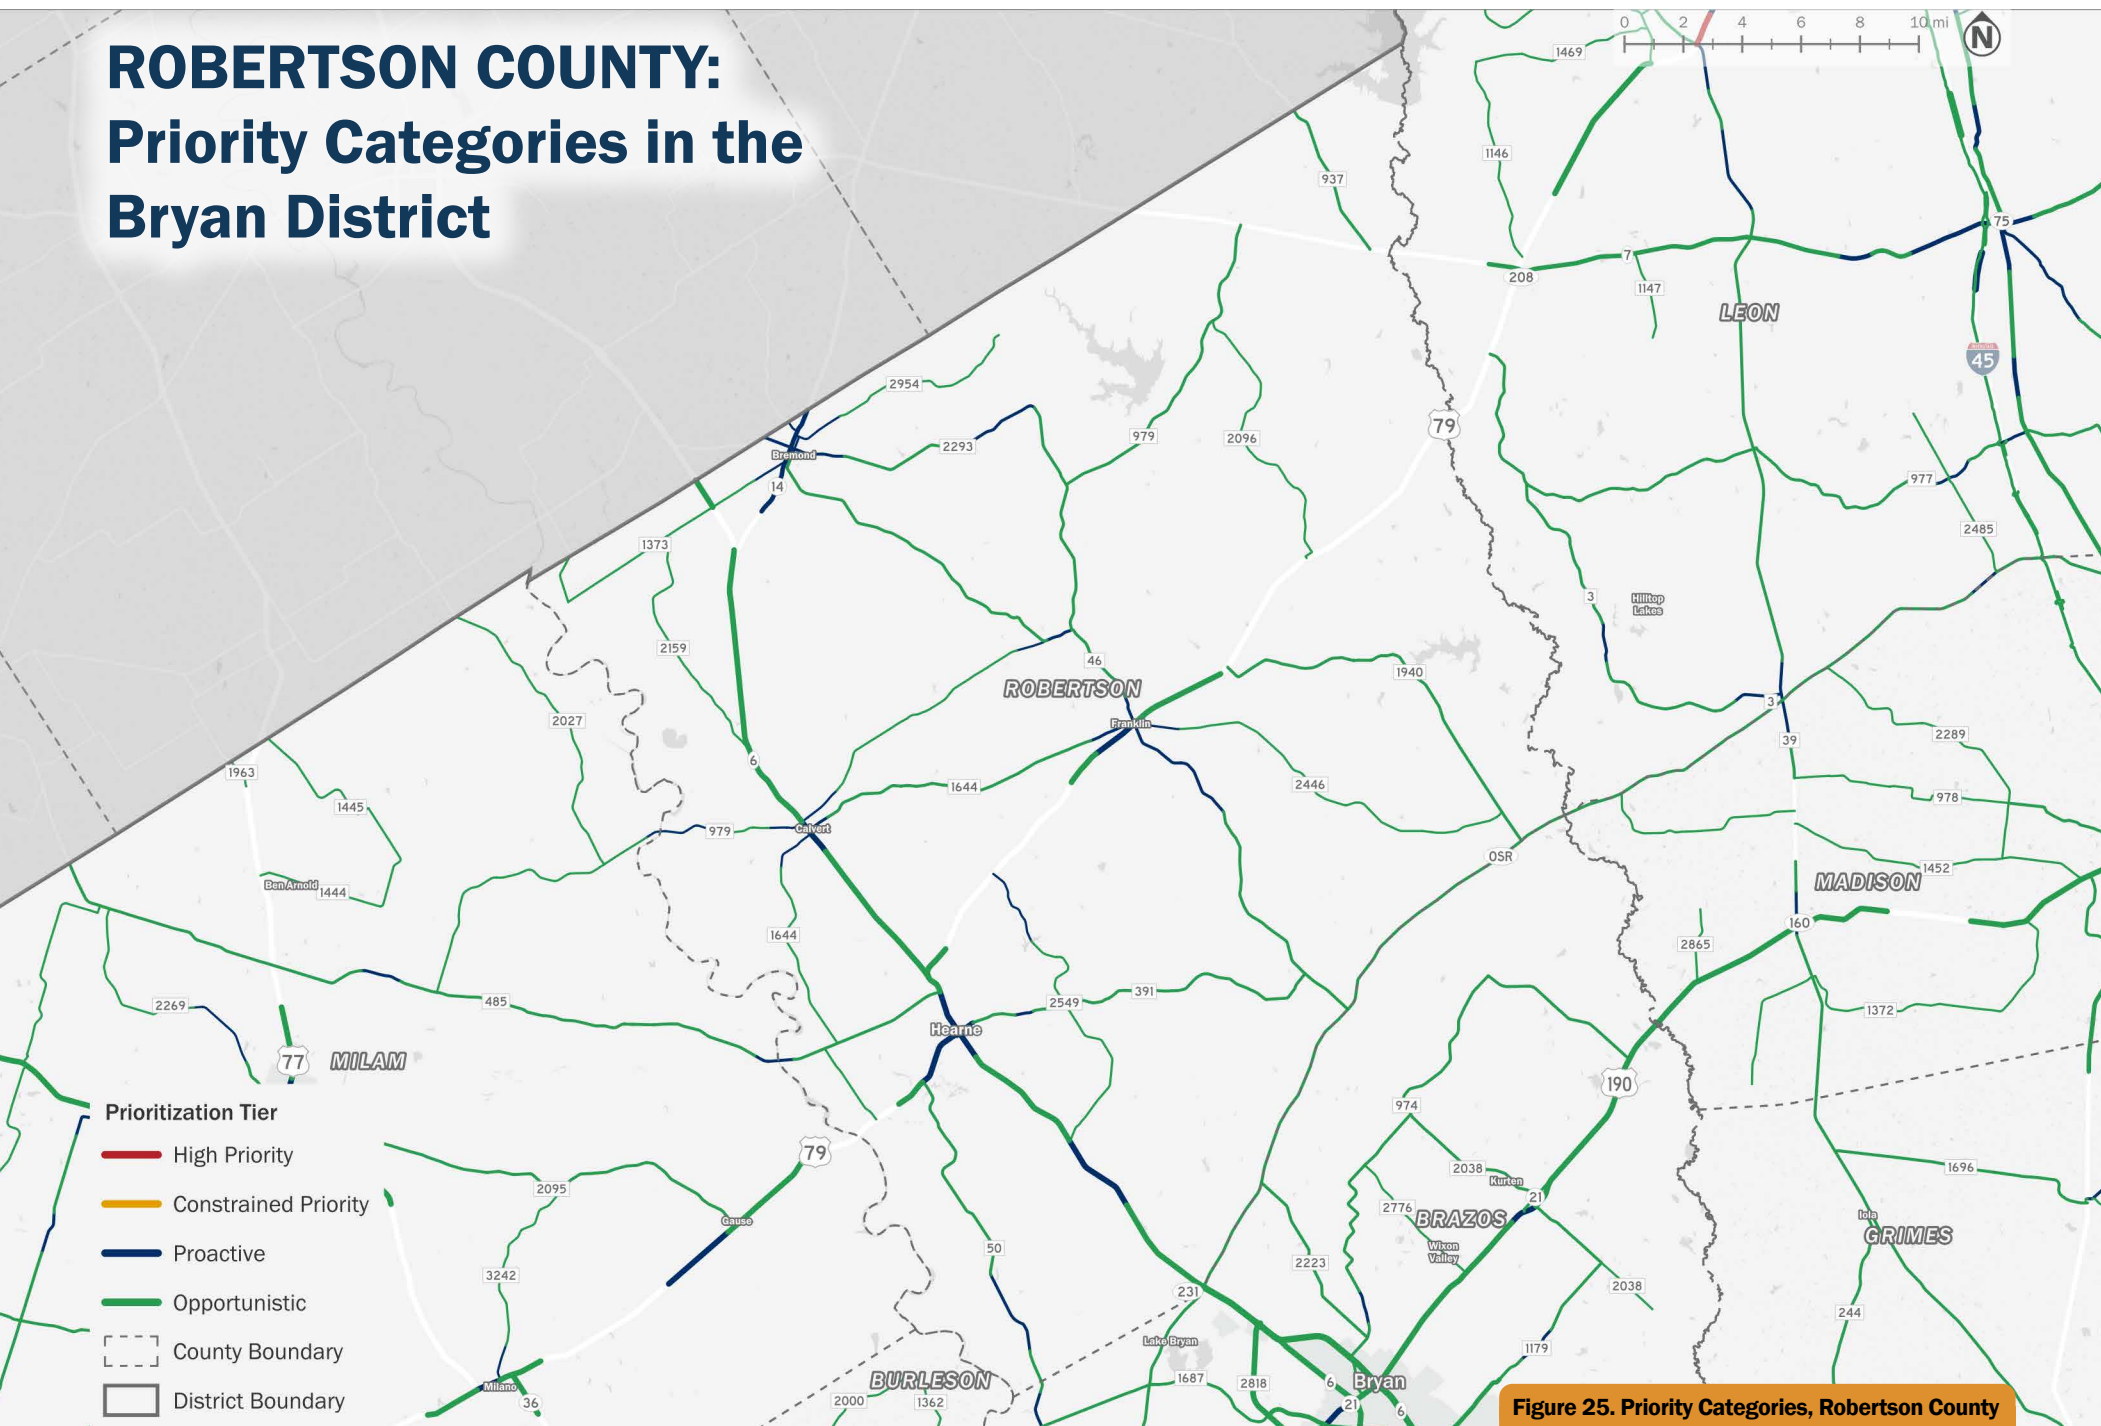 ROBERTSON COUNTY:
Priority Categories in the
Bryan District
0 2 4 6 8 10 mi
N
1469
1146
937
75
7
208
1147
LEON
45
2954
79
2293
979
2096
Bremond
14
977
2485
1373
3
Hilltop
Lakes
2159
46
1940
ROBERTSON
2027
Franklin
3
39
2289
6
1963
1644
2446
978
1445
979
Calvert
OSR
1452
Ben Arnold
1444
MADISON
160
1644
2865
485
2549
391
2269
1372
Hearne
77
MILAM
190
974
79
2038
1696
2095
Kurten
21
2776
BRAZOS
Gause
Iola
GRIMES
50
Wixon
Valley
2223
3242
231
2038
244
Lake Bryan
1179
BURLESON
1687
2818
6
Bryan
Milano
36
2000
1362
21
6
Prioritization Tier
High Priority
Constrained Priority
Proactive
Opportunistic
County Boundary
District Boundary
Figure 25. Priority Categories, Robertson County